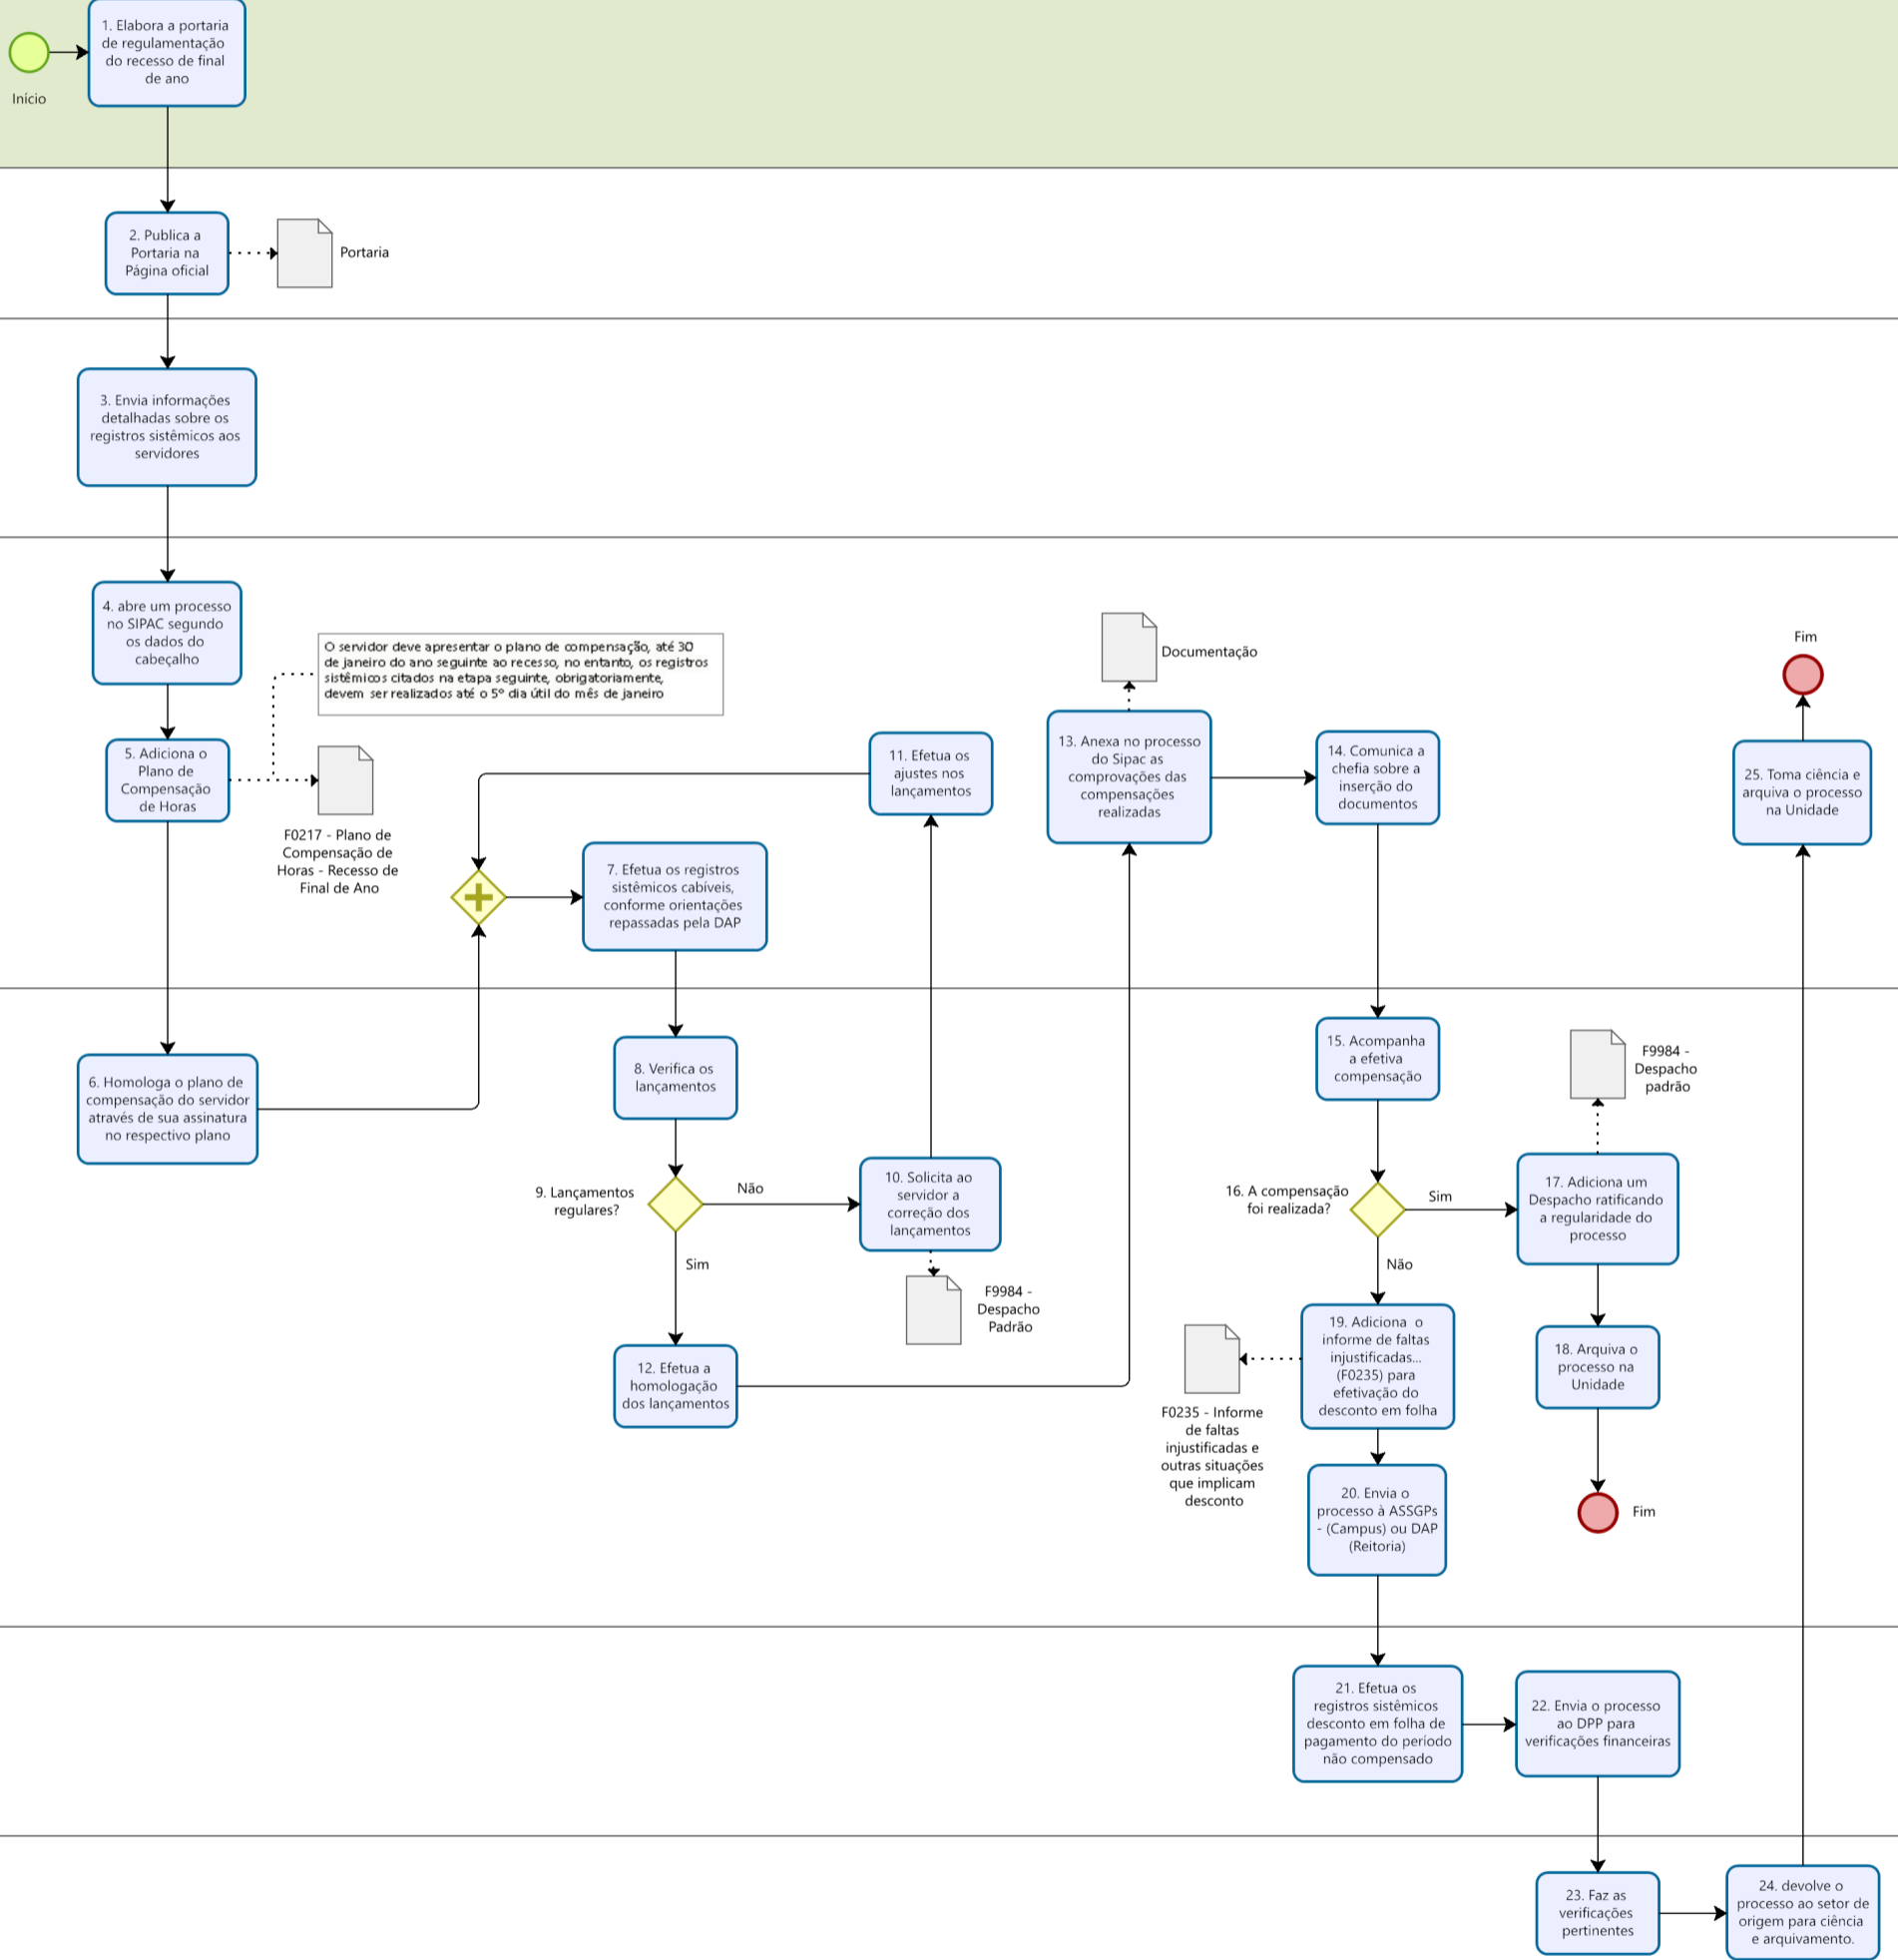 1. Elabora a portaria
de regulamentação
do recesso de final
de ano
Início
2. Publica a
Portaria na
Página oficial
Portaria
3. Envia informações
detalhadas sobre os
registros sistêmicos aos
servidores
4. abre um processo
no SIPAC segundo
os dados do
cabeçalho
O servidor deve apresentar o plano de compensação, até 30
de janeiro do ano seguinte ao recesso, no entanto, os registros
sistêmicos citados na etapa seguinte, obrigatoriamente,
devem ser realizados até o 5º dia útil do mês de janeiro
5. Adiciona o
Plano de
Compensação
de Horas
F0217 - Plano de
Compensação de
Horas - Recesso de
Final de Ano
6. Homologa o plano de
compensação do servidor
através de sua assinatura
no respectivo plano
7. Efetua os registros
sistêmicos cabíveis,
conforme orientações
repassadas pela DAP
8. Verifica os
lançamentos
9. Lançamentos
regulares?
Não
Sim
10. Solicita ao
servidor a
correção dos
lançamentos
F9984 -
Despacho
Padrão
11. Efetua os
ajustes nos
lançamentos
12. Efetua a
homologação
dos lançamentos
Documentação
13. Anexa no processo
do Sipac as
comprovações das
compensações
realizadas
14. Comunica a
chefia sobre a
inserção do
documentos
15. Acompanha
a efetiva
compensação
16. A compensação
foi realizada?
Sim
Não
F9984 -
Despacho
padrão
17. Adiciona um
Despacho ratificando
a regularidade do
processo
18. Arquiva o
processo na
Unidade
Fim
19. Adiciona o
informe de faltas
injustificadas...
(F0235) para
efetivação do
desconto em folha
F0235 - Informe
de faltas
injustificadas e
outras situações
que implicam
desconto
20. Envia o
processo à ASSGPs
- (Campus) ou DAP
(Reitoria)
21. Efetua os
registros sistêmicos
desconto em folha de
pagamento do período
não compensado
22. Envia o processo
ao DPP para
verificações financeiras
23. Faz as
verificações
pertinentes
24. devolve o
processo ao setor de
origem para ciência
e arquivamento.
25. Toma ciência e
arquiva o processo
na Unidade
Fim